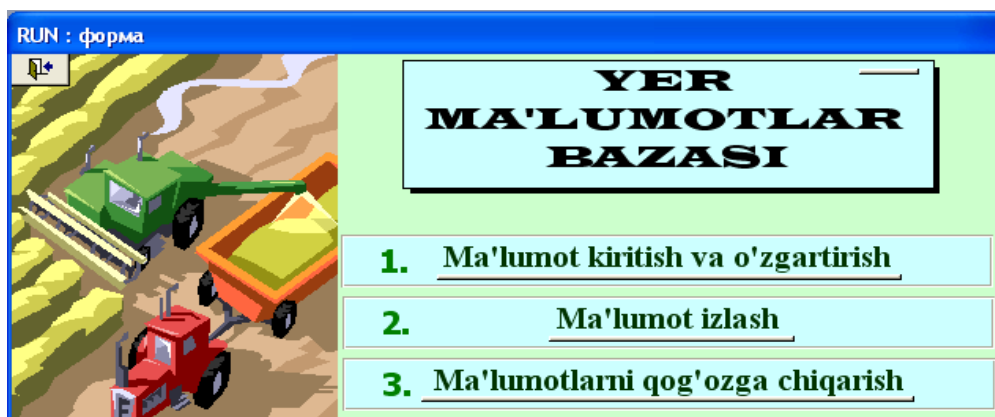 RUN : форма
YER
MA'LUMOTLAR
BAZASI
1. Ma'lumot kiritish va o'zgartirish
2. Ma'lumot izlash
3. Ma'lumotlarni qog'ozga chiqarish